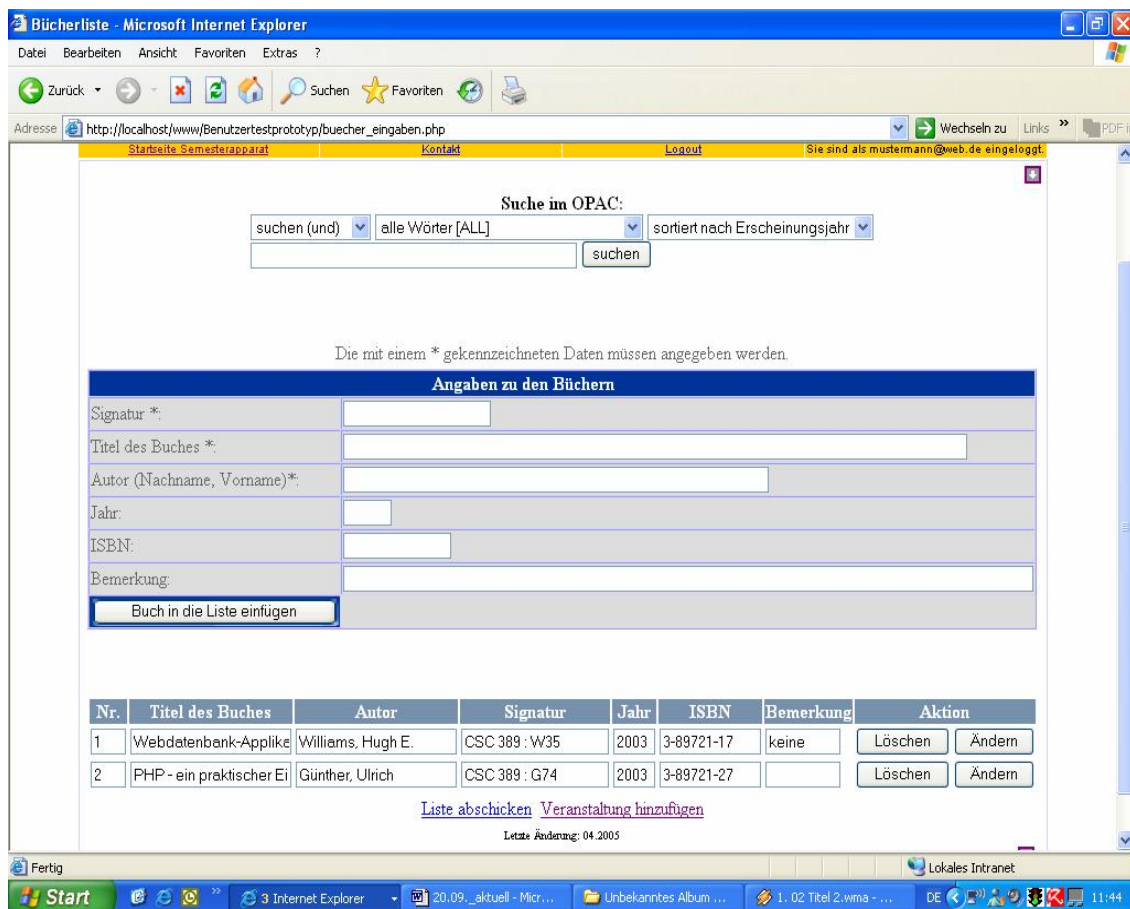 Bücherliste - Microsoft Internet Explorer
Datei Bearbeiten Ansicht Favoriten Extras ?
Zurück Suchen Favoriten
Adresse http://localhost/www/Benutzertestprototyp/buecher_eingaben.php Wechseln zu Links » PDF
Startseite Semesterapparat Kontakt Logout Sie sind als mustermann@web.de eingeloggt.
Suche im OPAC:
suchen (und) alle Wörter [ALL] sortiert nach Erscheinungsjahr
suchen
Die mit einem * gekennzeichneten Daten müssen angegeben werden.
Angaben zu den Büchern
Signatur *:
Titel des Buches *:
Autor (Nachname, Vorname)*:
Jahr:
ISBN:
Bemerkung:
Buch in die Liste einfügen
Nr. Titel des Buches Autor Signatur Jahr ISBN Bemerkung Aktion
1 Webdatenbank-Applike Williams, Hugh E. CSC 389 : W35 2003 3-89721-17 keine Löschen Ändern
2 PHP - ein praktischer Ei Günther, Ulrich CSC 389 : G74 2003 3-89721-27 Löschen Ändern
Liste abschicken Veranstaltung hinzufügen
Letzte Änderung: 04.2005
Fertig Lokales Intranet
Start » 3 Internet Explorer 20.09._aktuell - Micr... Unbekanntes Album ... 1. 02 Titel 2.wma - ... DE 11:44